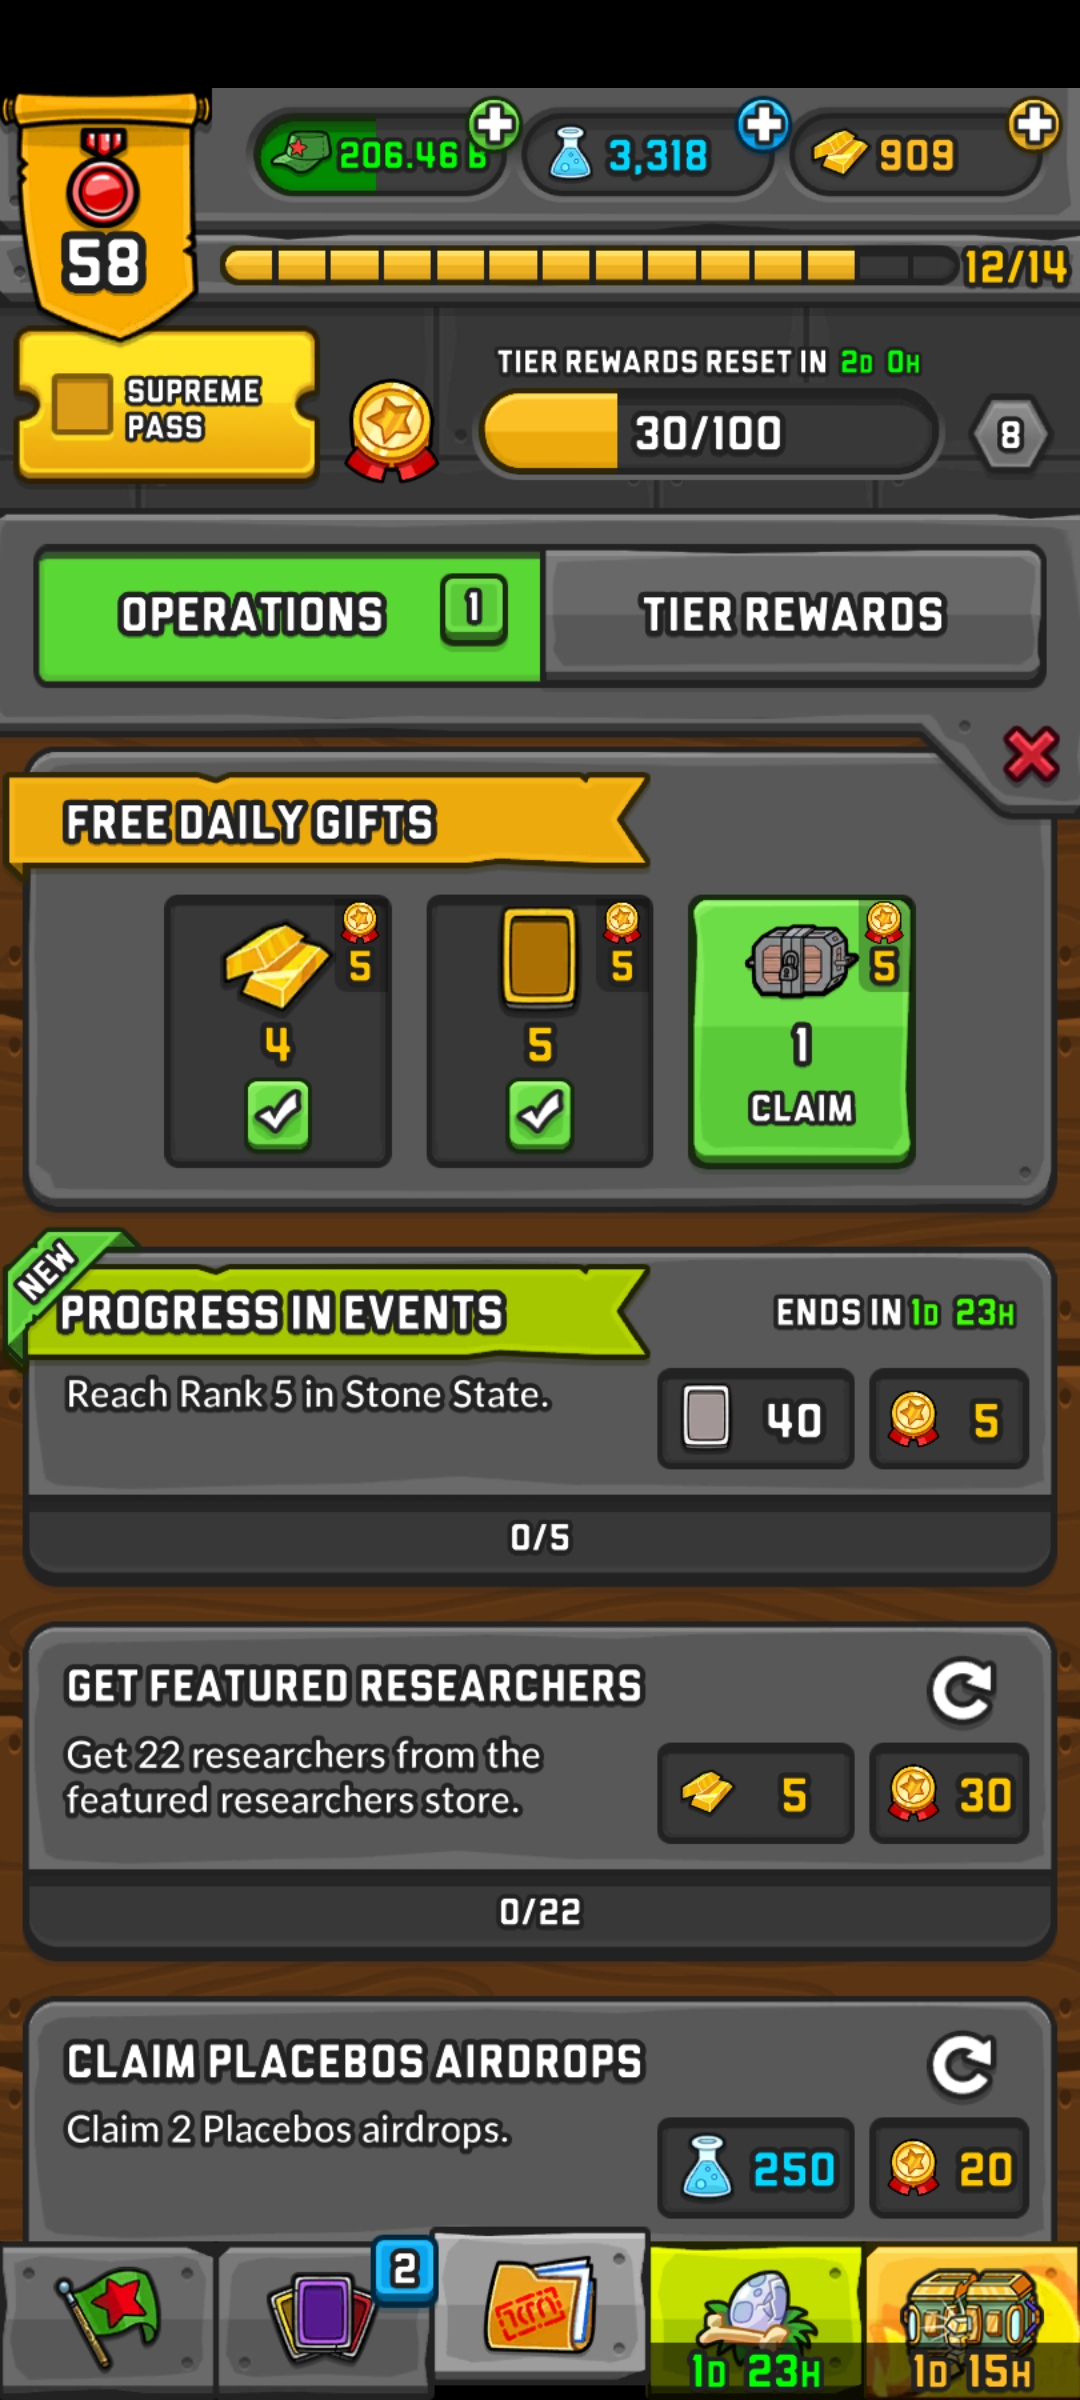 58
206.46 B
3,318
909
12/14
SUPREME
PASS
TIER REWARDS RESET IN 2D 0H
30/100
8
OPERATIONS 1
TIER REWARDS
FREE DAILY GIFTS
5
4
5
5
5
1
CLAIM
NEW
PROGRESS IN EVENTS
ENDS IN 1D 23H
Reach Rank 5 in Stone State.
40
5
0/5
GET FEATURED RESEARCHERS
Get 22 researchers from the
featured researchers store.
5
30
0/22
CLAIM PLACEBOS AIRDROPS
Claim 2 Placebos airdrops.
250
20
2
1D 23H
1D 15H